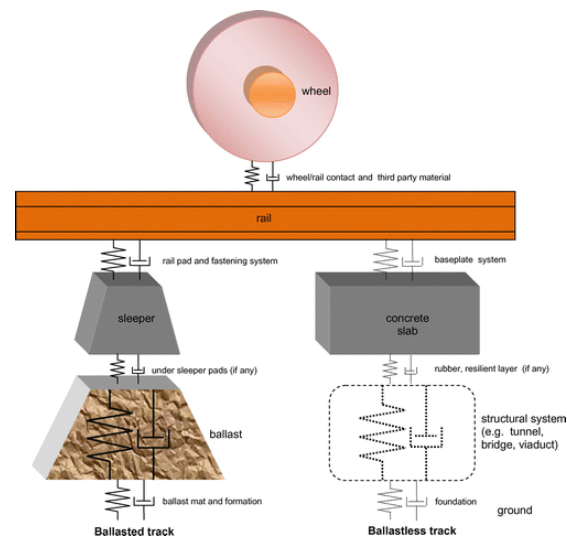 wheel
wheel/rail contact and third party material
rail
rail pad and fastening system
baseplate system
sleeper
concrete
slab
under sleeper pads (if any)
rubber, resilient layer (if any)
ballast
structural system
(e.g. tunnel,
bridge, viaduct)
ballast mat and formation
foundation
ground
Ballasted track
Ballastless track